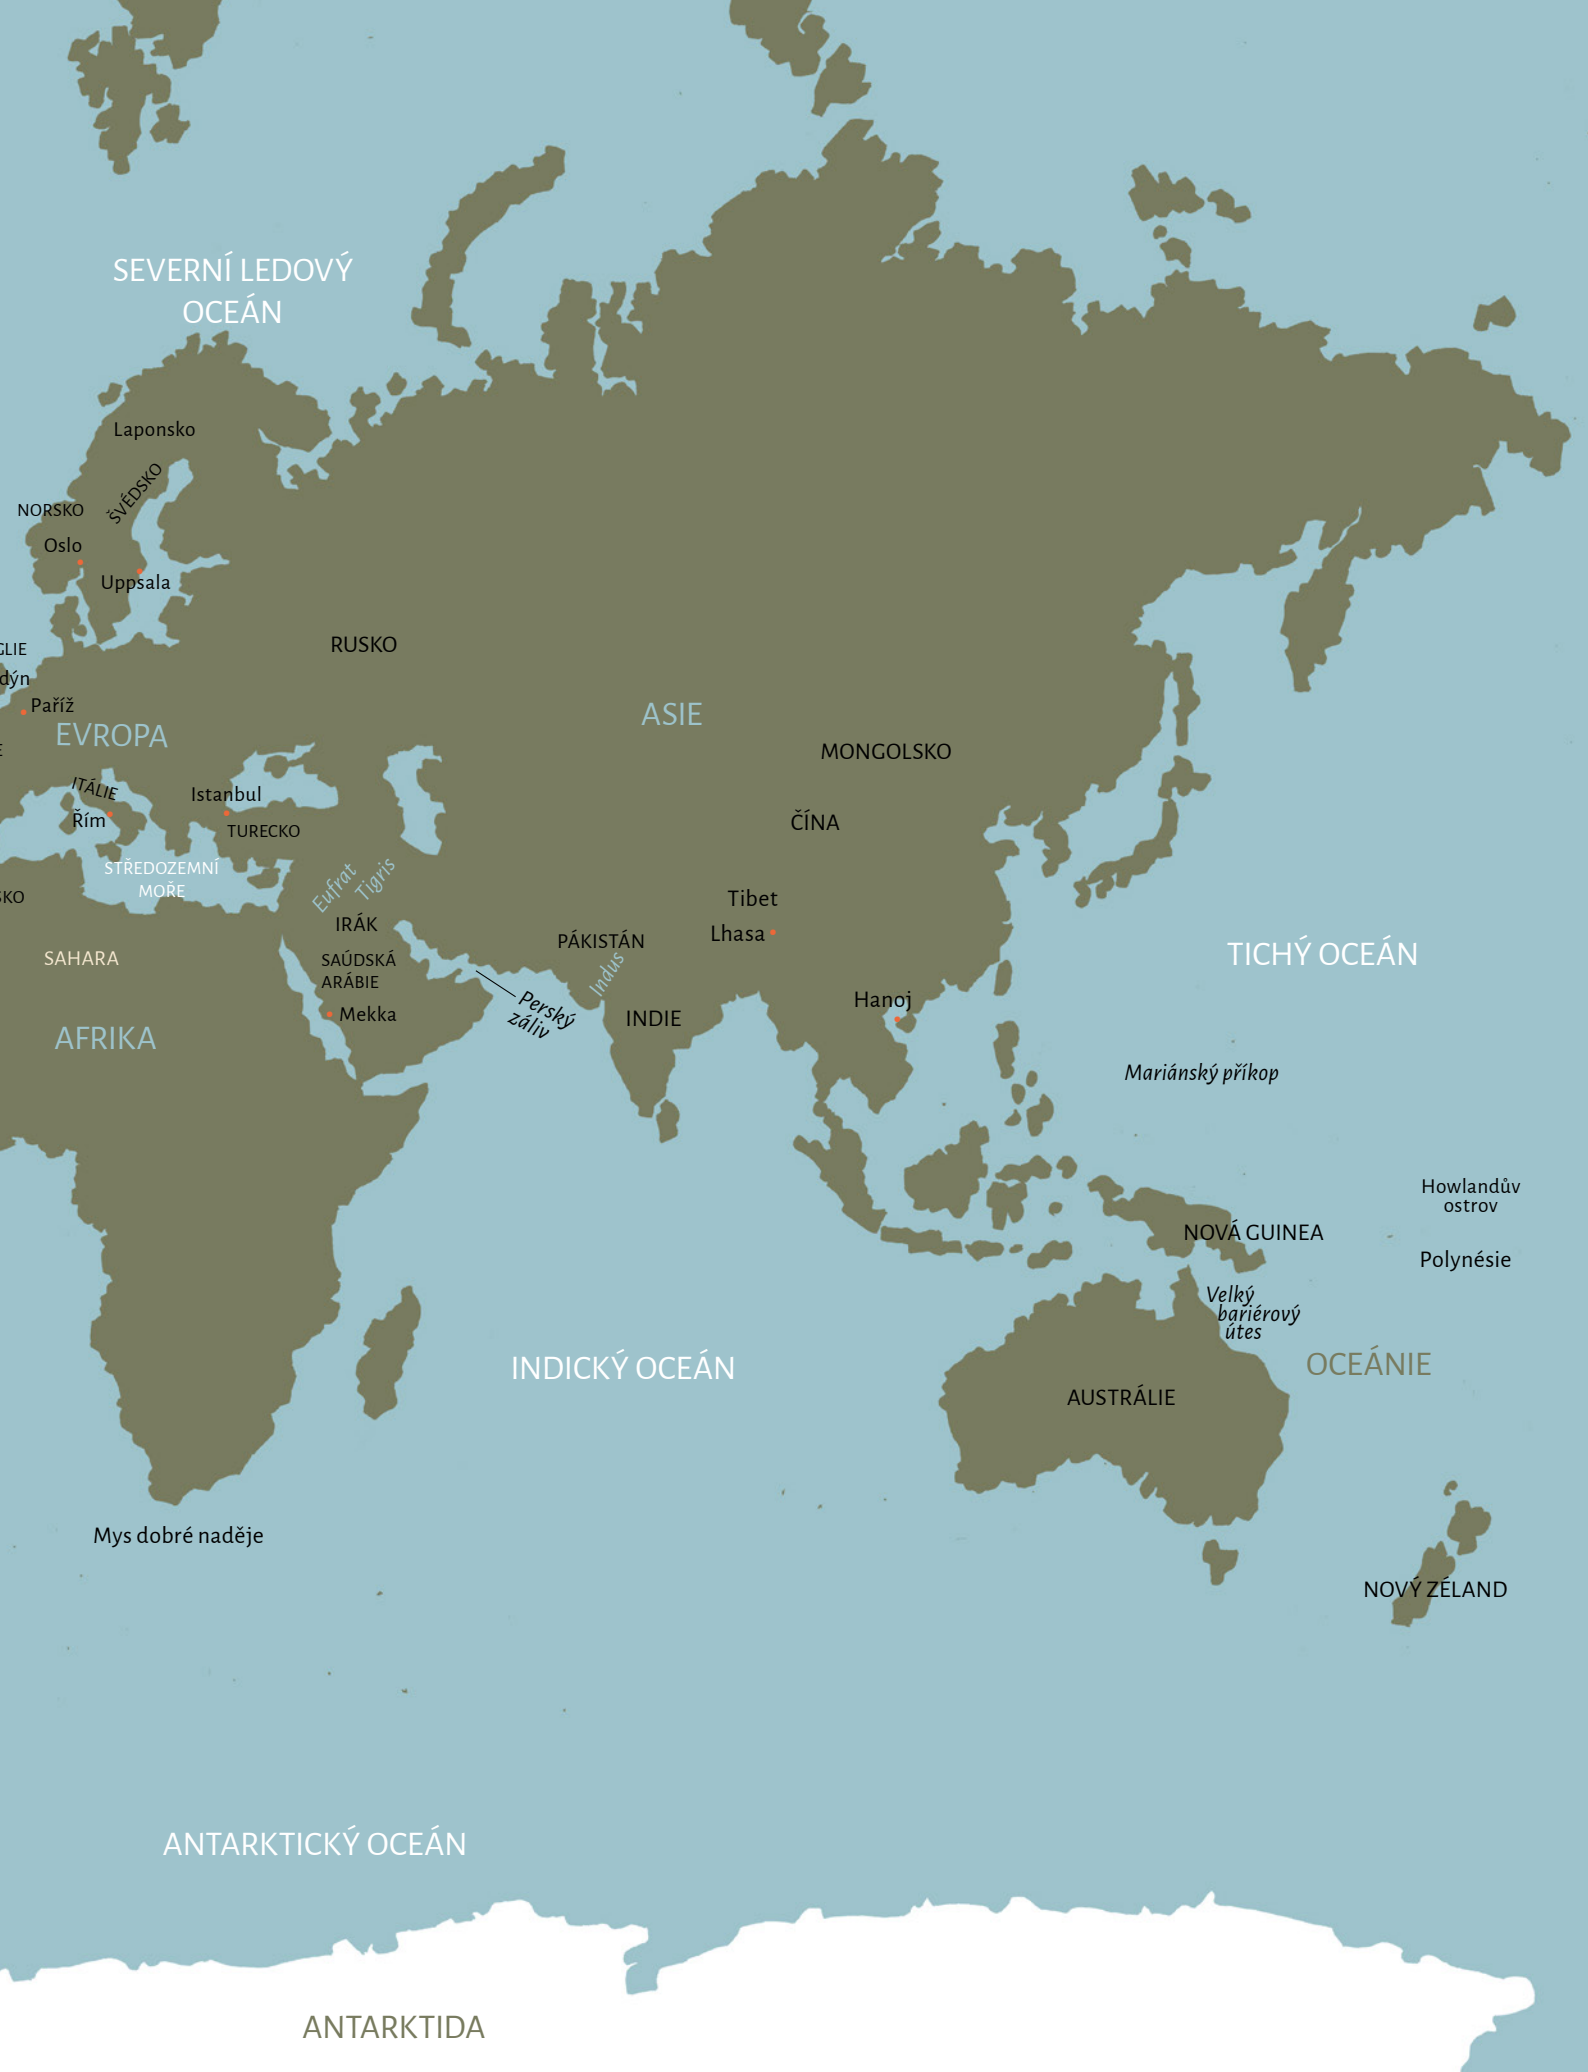 SEVERNÍ LEDOVÝ
OCEÁN
Laponsko
ŠVÉDSKO
NORSKO
Oslo
Uppsala
GLIE
dýn
Paříž
RUSKO
EVROPA
ASIE
E
MONGOLSKO
ITÁLIE
Řím
Istanbul
TURECKO
ČÍNA
STŘEDOZEMNÍ
MOŘE
Eufrat
Tigris
SKO
IRÁK
Tibet
Lhasa
PÁKISTÁN
Indus
SAHARA
SAÚDSKÁ
ARÁBIE
TICHÝ OCEÁN
Mekka
Perský
záliv
INDIE
Hanoj
AFRIKA
Mariánský příkop
Howlandův
ostrov
NOVÁ GUINEA
Polynésie
Velký
bariérový
útes
INDICKÝ OCEÁN
OCEÁNIE
AUSTRÁLIE
Mys dobré naděje
NOVÝ ZÉLAND
ANTARKTICKÝ OCEÁN
ANTARKTIDA